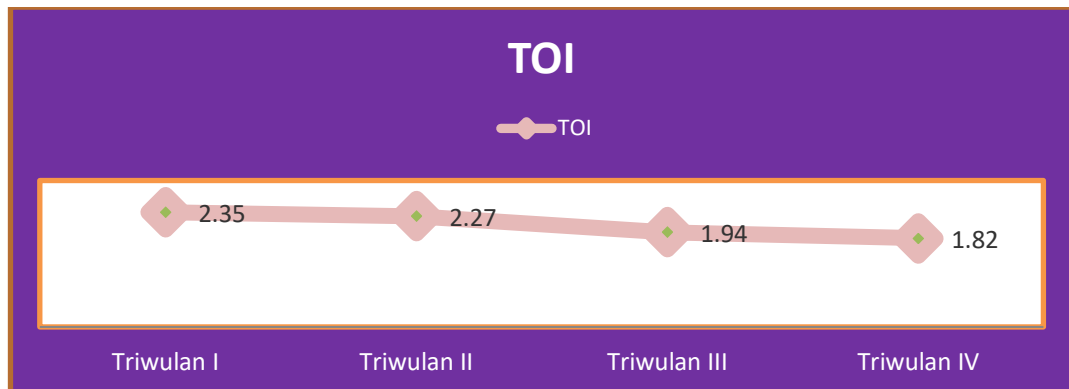 TOI
TOI
2.35
2.27
1.94
1.82
Triwulan I
Triwulan II
Triwulan III
Triwulan IV